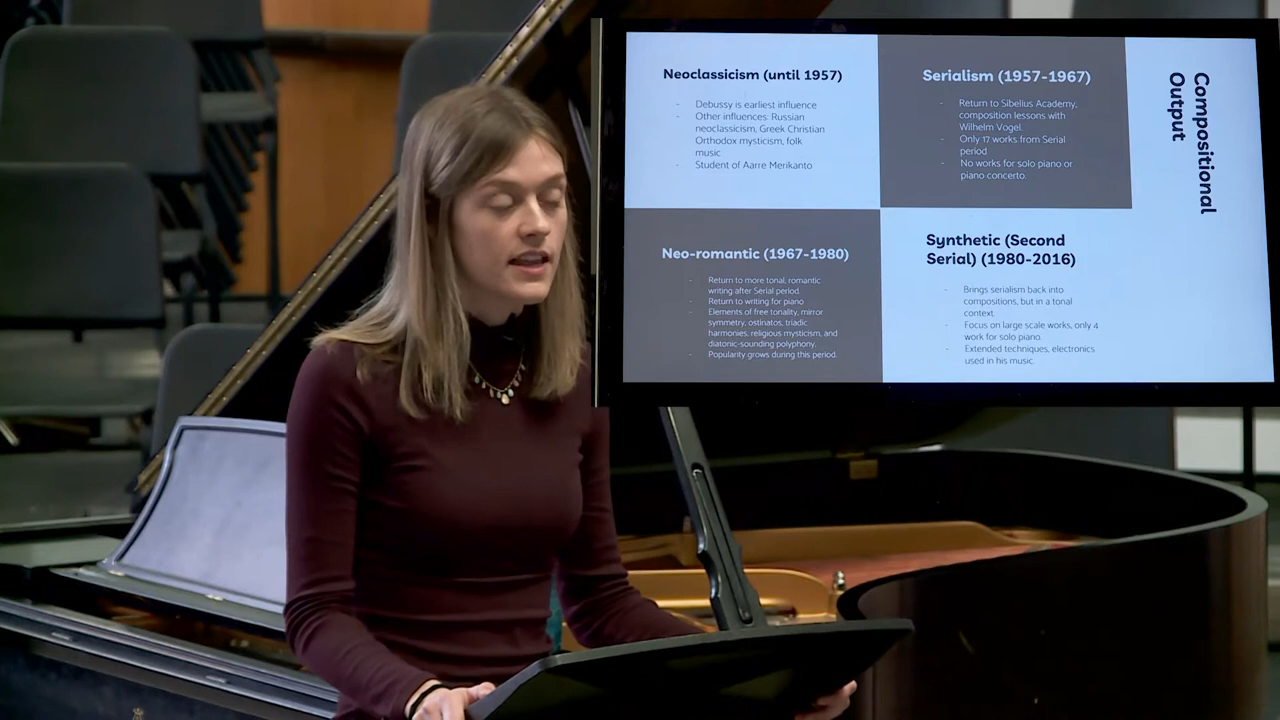 Neoclassicism (until 1957)
- Debussy is earliest influence
- Other influences: Russian
neoclassicism, Greek Christian
Orthodox mysticism, folk
music.
- Student of Aarre Merikanto
Serialism (1957-1967)
- Return to Sibelius Academy,
composition lessons with
Wilhelm Vogel.
- Only 17 works from Serial
period
- No works for solo piano or
piano concerto.
Compositional
Output
Neo-romantic (1967-1980)
- Return to more tonal, romantic
writing after Serial period.
- Return to writing for piano
- Elements of free tonality, mirror
symmetry, ostinatos, triadic
harmonies, religious mysticism, and
diatonic-sounding polyphony.
- Popularity grows during this period.
Synthetic (Second
Serial) (1980-2016)
- Brings serialism back into
compositions, but in a tonal
context.
- Focus on large scale works, only 4
work for solo piano.
- Extended techniques, electronics
used in his music.